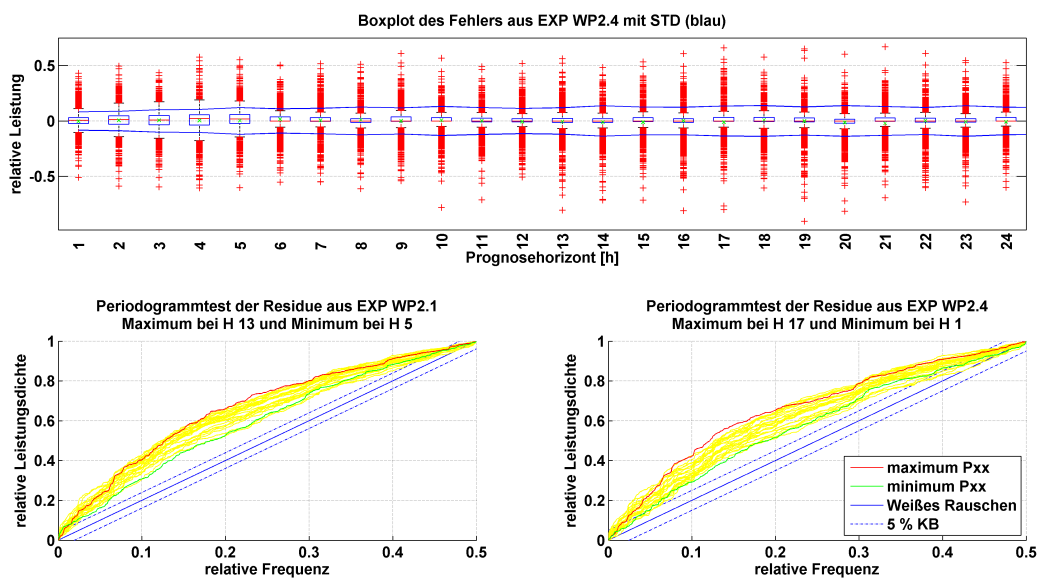 Boxplot des Fehlers aus EXP WP2.4 mit STD (blau)
relative Leistung
0.5
0
-0.5
1 2 3 4 5 6 7 8 9 10 11 12 13 14 15 16 17 18 19 20 21 22 23 24
Prognosehorizont [h]
Periodogrammtest der Residue aus EXP WP2.1
Maximum bei H 13 und Minimum bei H 5
relative Leistungsdichte
1
0.8
0.6
0.4
0.2
0
0 0.1 0.2 0.3 0.4 0.5
relative Frequenz
Periodogrammtest der Residue aus EXP WP2.4
Maximum bei H 17 und Minimum bei H 1
relative Leistungsdichte
1
0.8
0.6
0.4
0.2
0
0 0.1 0.2 0.3 0.4 0.5
relative Frequenz
maximum Pxx
minimum Pxx
Weißes Rauschen
5 % KB